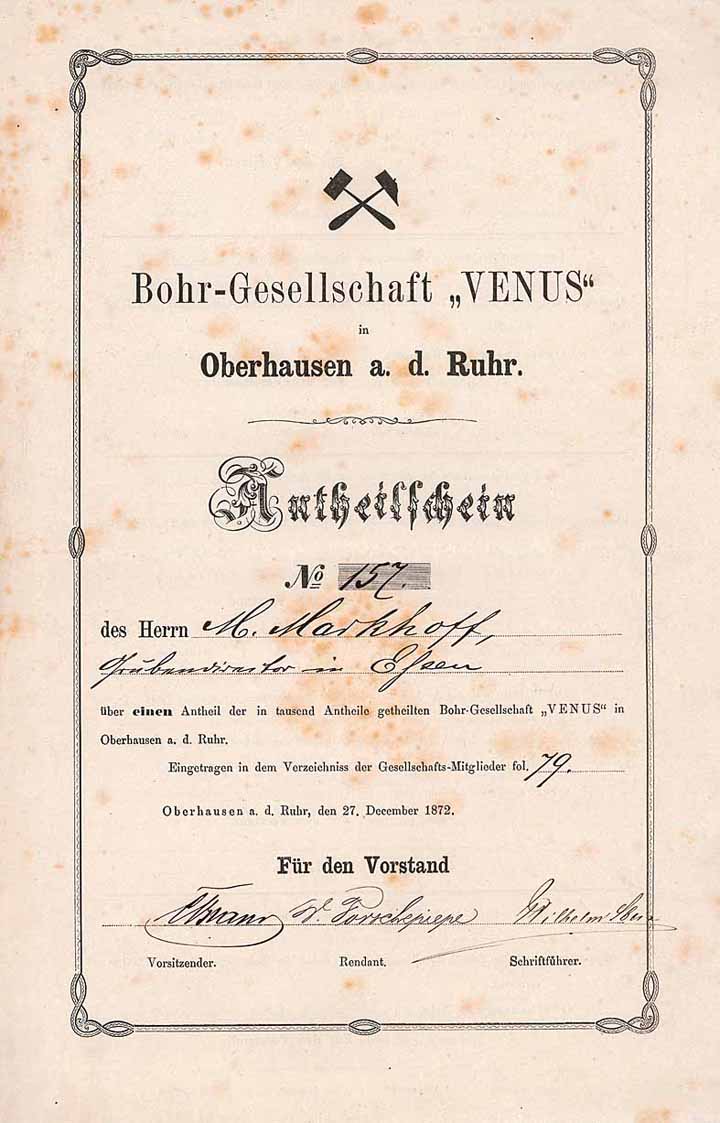 Bohr-Gesellschaft „VENUS“
in
Oberhausen a. d. Ruhr.
Antheilschein
No 157.
des Herrn M. Markhoff,
Grubendirector in Essen
über einen Antheil der in tausend Antheile getheilten Bohr-Gesellschaft „VENUS“ in
Oberhausen a. d. Ruhr.
Eingetragen in dem Verzeichniss der Gesellschafts-Mitglieder fol. 79.
Oberhausen a. d. Ruhr, den 27. December 1872.
Für den Vorstand
W. Forschepiepe Wilhelm
Vorsitzender. Rendant. Schriftführer.